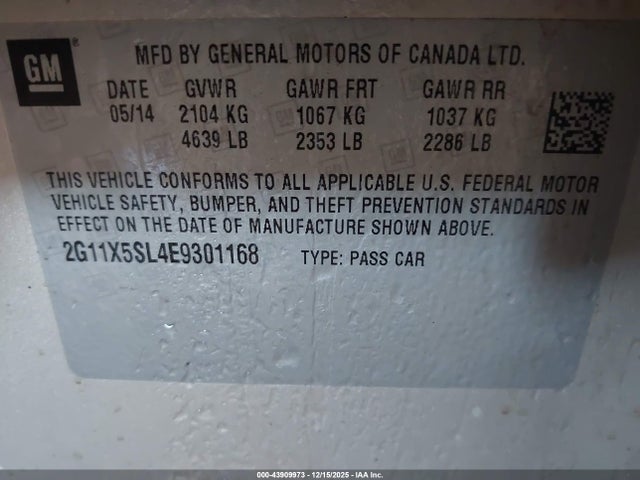 GM®
MFD BY GENERAL MOTORS OF CANADA LTD.
DATE GVWR GAWR FRT GAWR RR
05/14 2104 KG 1067 KG 1037 KG
4639 LB 2353 LB 2286 LB
THIS VEHICLE CONFORMS TO ALL APPLICABLE U.S. FEDERAL MOTOR
VEHICLE SAFETY, BUMPER, AND THEFT PREVENTION STANDARDS IN
EFFECT ON THE DATE OF MANUFACTURE SHOWN ABOVE.
2G11X5SL4E9301168 TYPE: PASS CAR
000-43909973 - 12/15/2025 - IAA Inc.